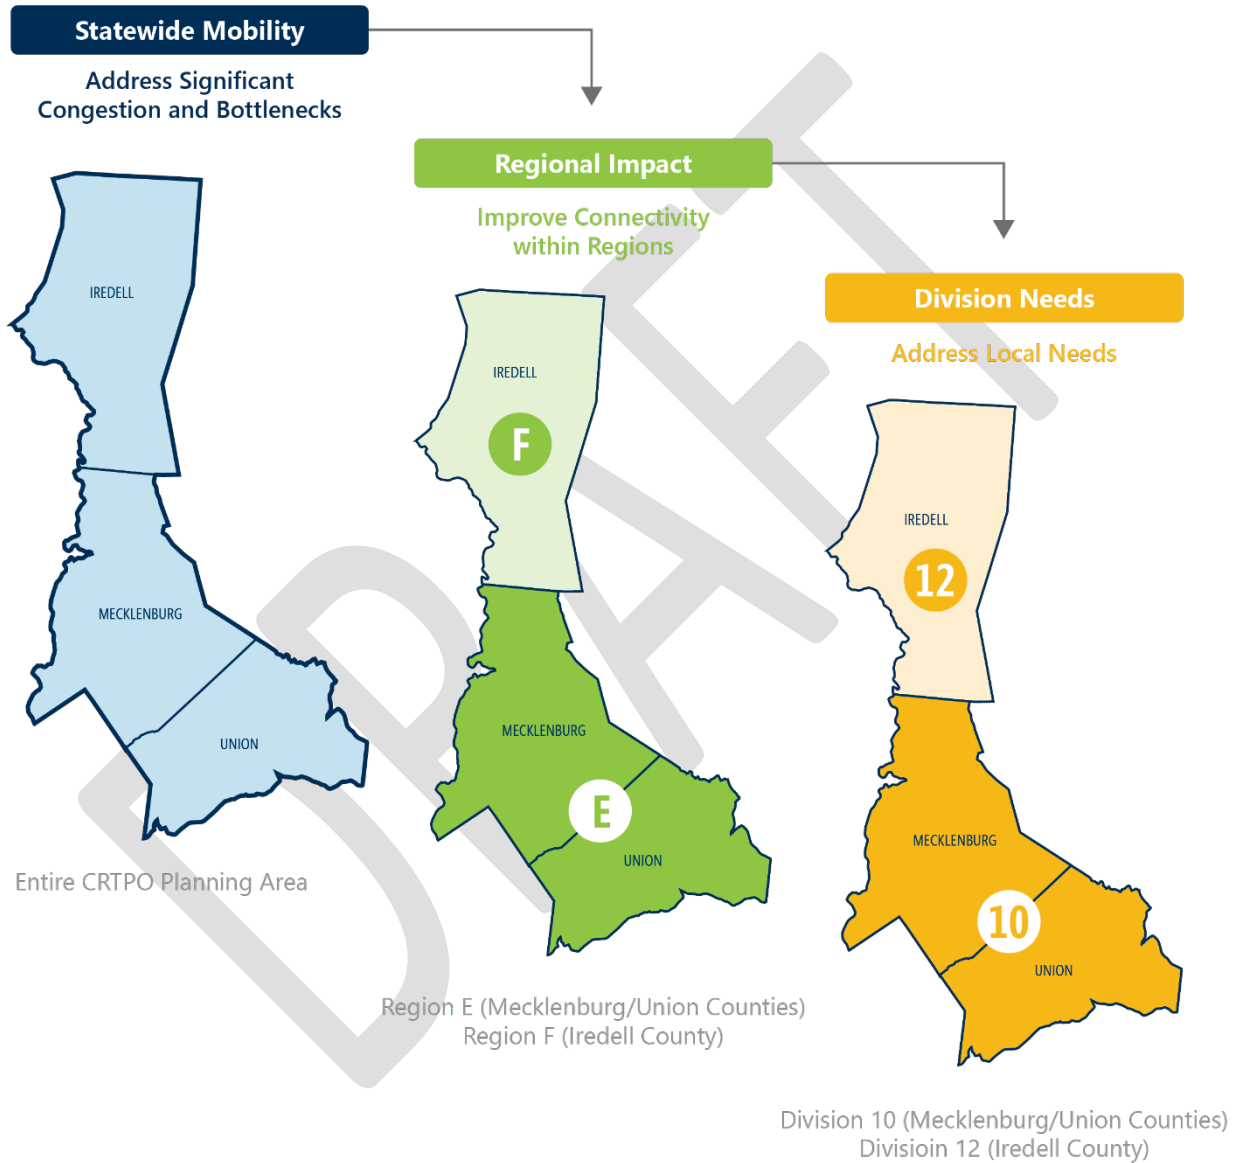 Statewide Mobility
Address Significant
Congestion and Bottlenecks
IREDELL
MECKLENBURG
UNION
Entire CRTPO Planning Area
Regional Impact
Improve Connectivity
within Regions
IREDELL
F
MECKLENBURG
E
UNION
Region E (Mecklenburg/Union Counties)
Region F (Iredell County)
Division Needs
Address Local Needs
IREDELL
12
MECKLENBURG
10
UNION
Division 10 (Mecklenburg/Union Counties)
Divisioin 12 (Iredell County)
DRAFT